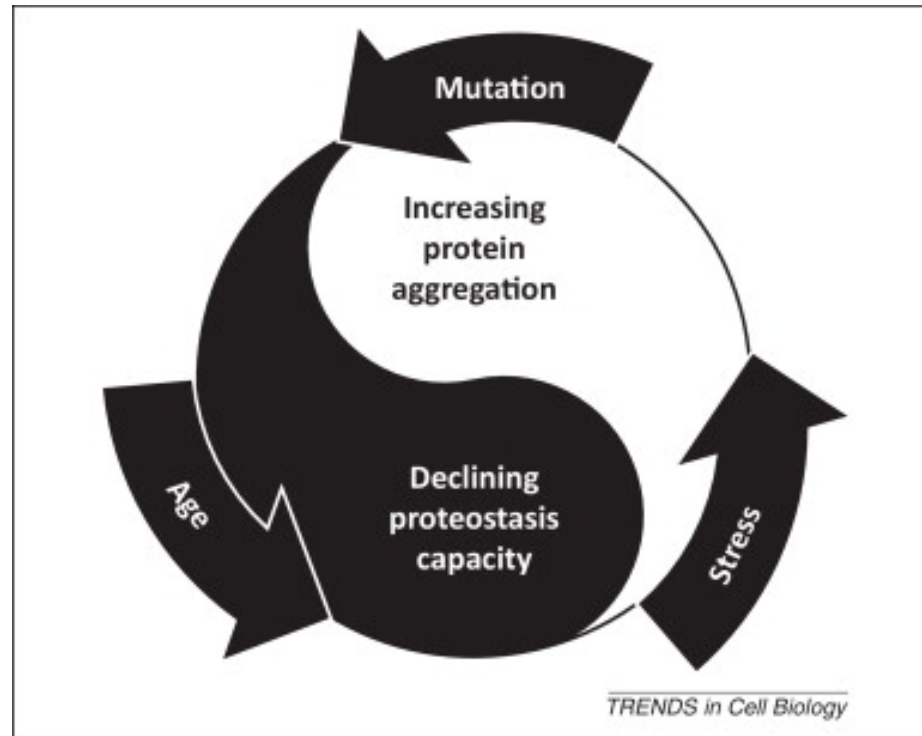 Mutation
Increasing
protein
aggregation
Age
Declining
proteostasis
capacity
Stress
TRENDS in Cell Biology